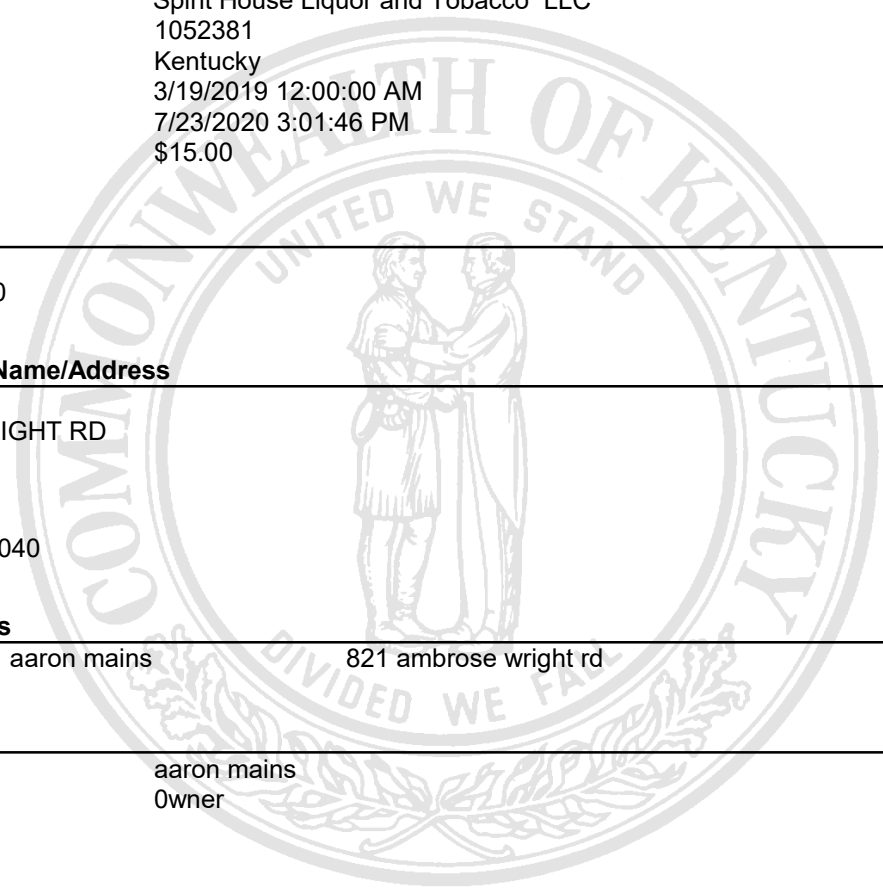 Spirit House Liquor and Tobacco LLC
1052381
Kentucky
3/19/2019 12:00:00 AM
7/23/2020 3:01:46 PM
$15.00
COMMONWEALTH OF KENTUCKY
UNITED WE STAND
0
Name/Address
IGHT RD
040
s
aaron mains 821 ambrose wright rd
DIVIDED WE FALL
aaron mains
0wner